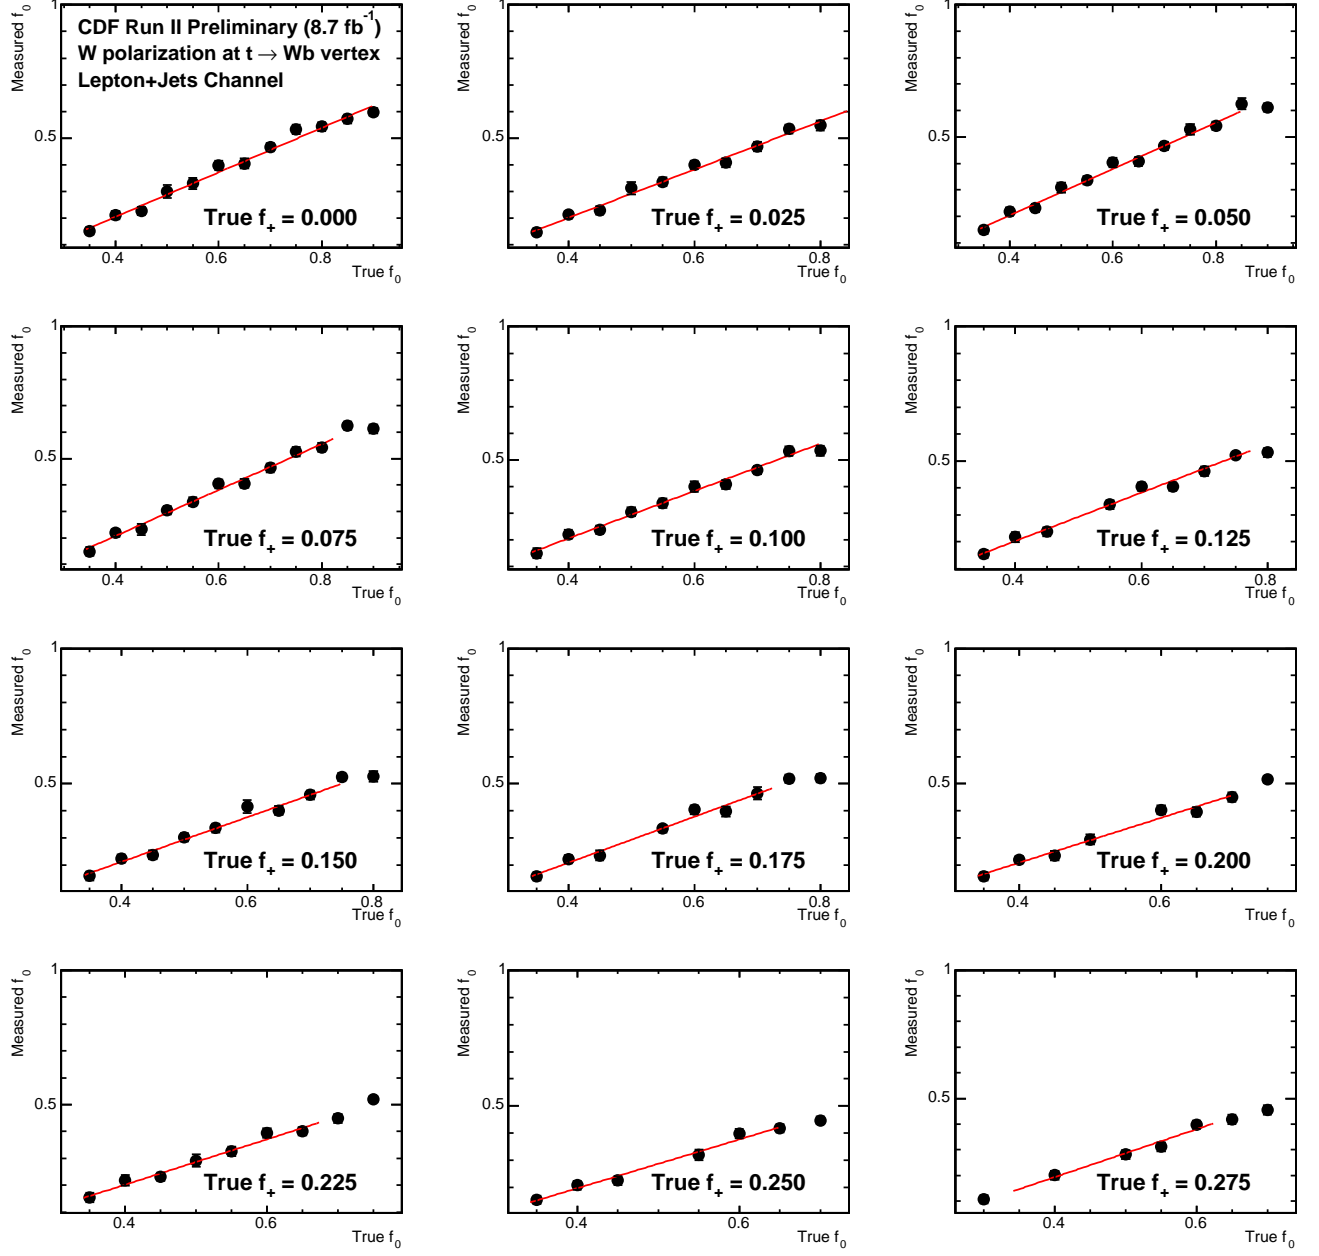 CDF Run II Preliminary (8.7 fb⁻¹)
W polarization at t → Wb vertex
Lepton+Jets Channel
Measured f₀
1
0.5
True f₊ = 0.000
0.4 0.6 0.8
True f₀
Measured f₀
1
0.5
True f₊ = 0.025
0.4 0.6 0.8
True f₀
Measured f₀
1
0.5
True f₊ = 0.050
0.4 0.6 0.8
True f₀
Measured f₀
1
0.5
True f₊ = 0.075
0.4 0.6 0.8
True f₀
Measured f₀
1
0.5
True f₊ = 0.100
0.4 0.6 0.8
True f₀
Measured f₀
1
0.5
True f₊ = 0.125
0.4 0.6 0.8
True f₀
Measured f₀
1
0.5
True f₊ = 0.150
0.4 0.6 0.8
True f₀
Measured f₀
1
0.5
True f₊ = 0.175
0.4 0.6 0.8
True f₀
Measured f₀
1
0.5
True f₊ = 0.200
0.4 0.6
True f₀
Measured f₀
1
0.5
True f₊ = 0.225
0.4 0.6
True f₀
Measured f₀
1
0.5
True f₊ = 0.250
0.4 0.6
True f₀
Measured f₀
1
0.5
True f₊ = 0.275
0.4 0.6
True f₀